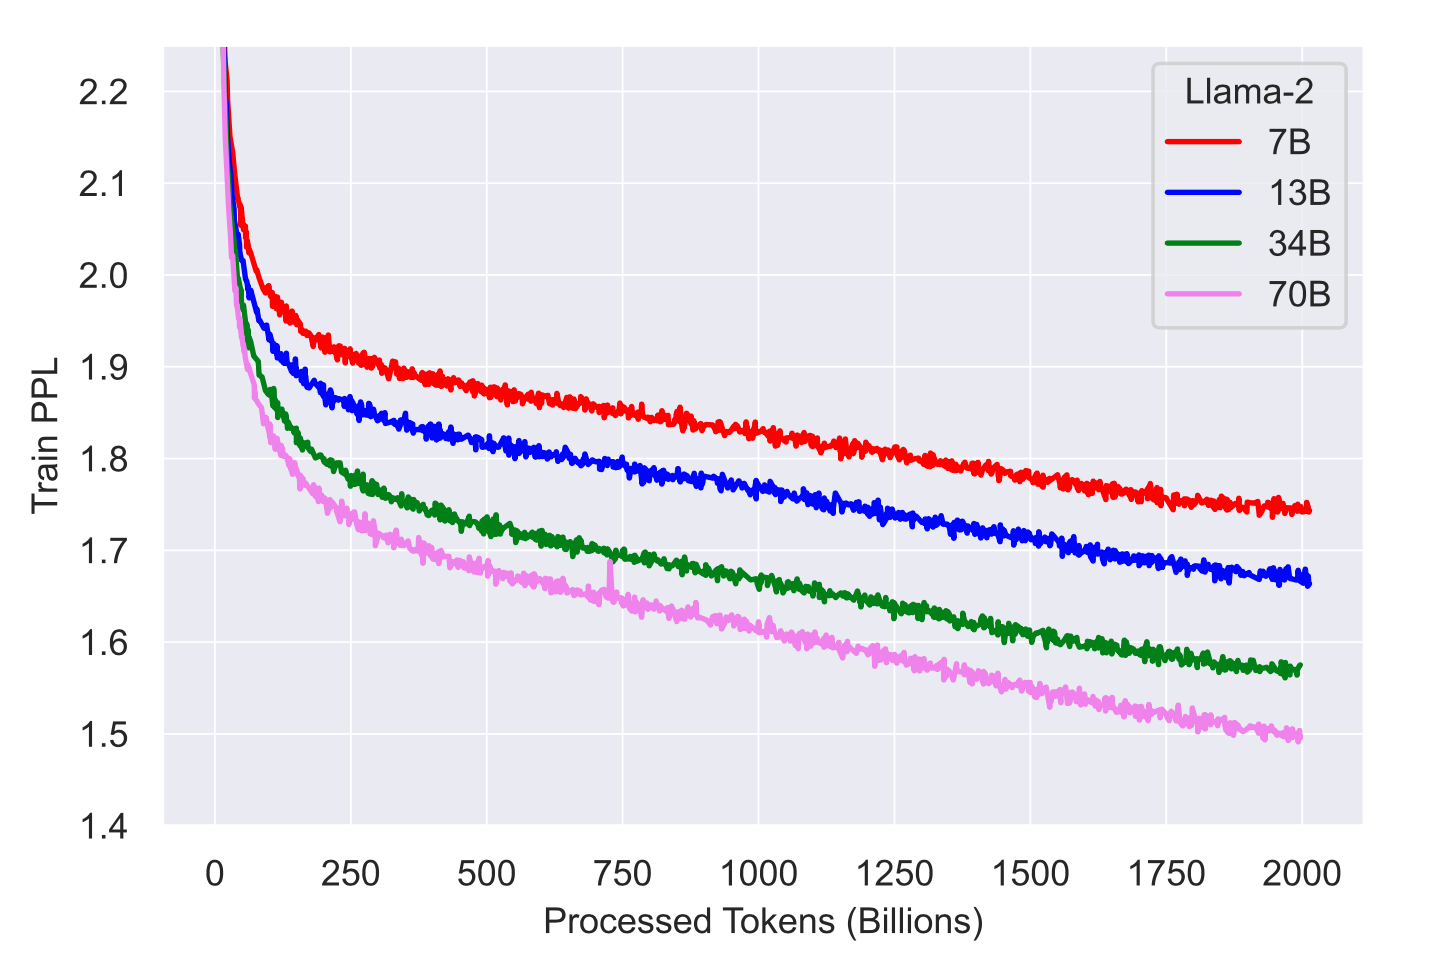 Llama-2
7B
13B
34B
70B
2.2
2.1
2.0
1.9
1.8
1.7
1.6
1.5
1.4
Train PPL
0 250 500 750 1000 1250 1500 1750 2000
Processed Tokens (Billions)